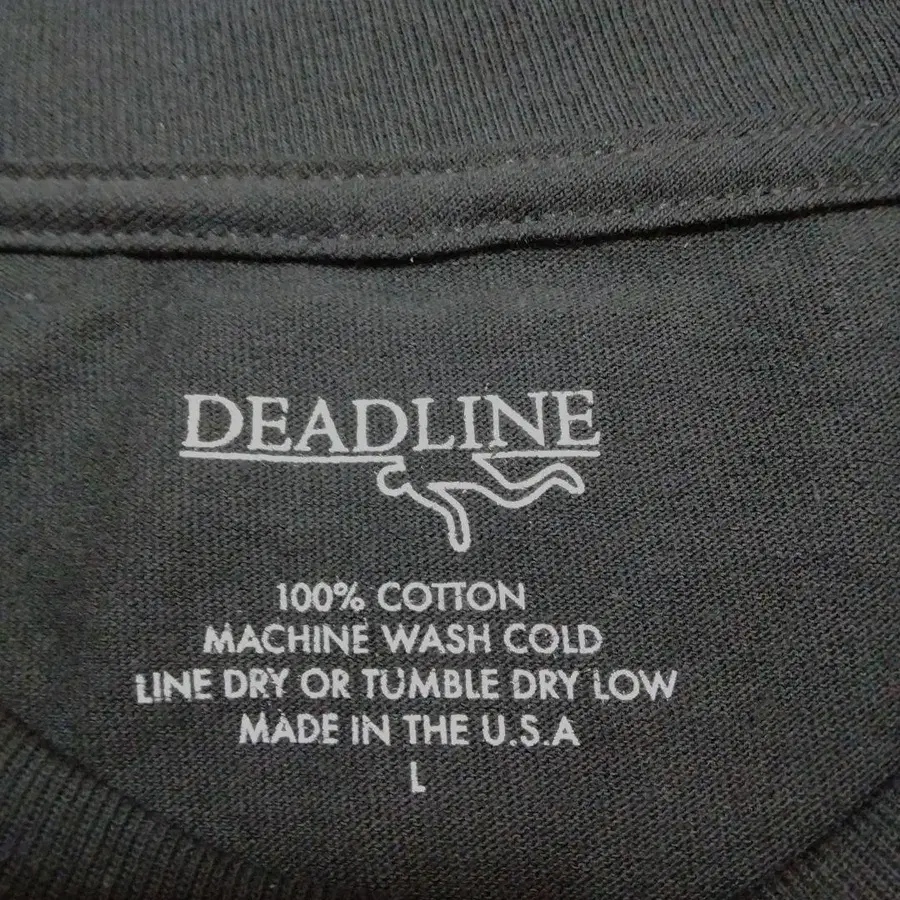 DEADLINE
100% COTTON
MACHINE WASH COLD
LINE DRY OR TUMBLE DRY LOW
MADE IN THE U.S.A
L